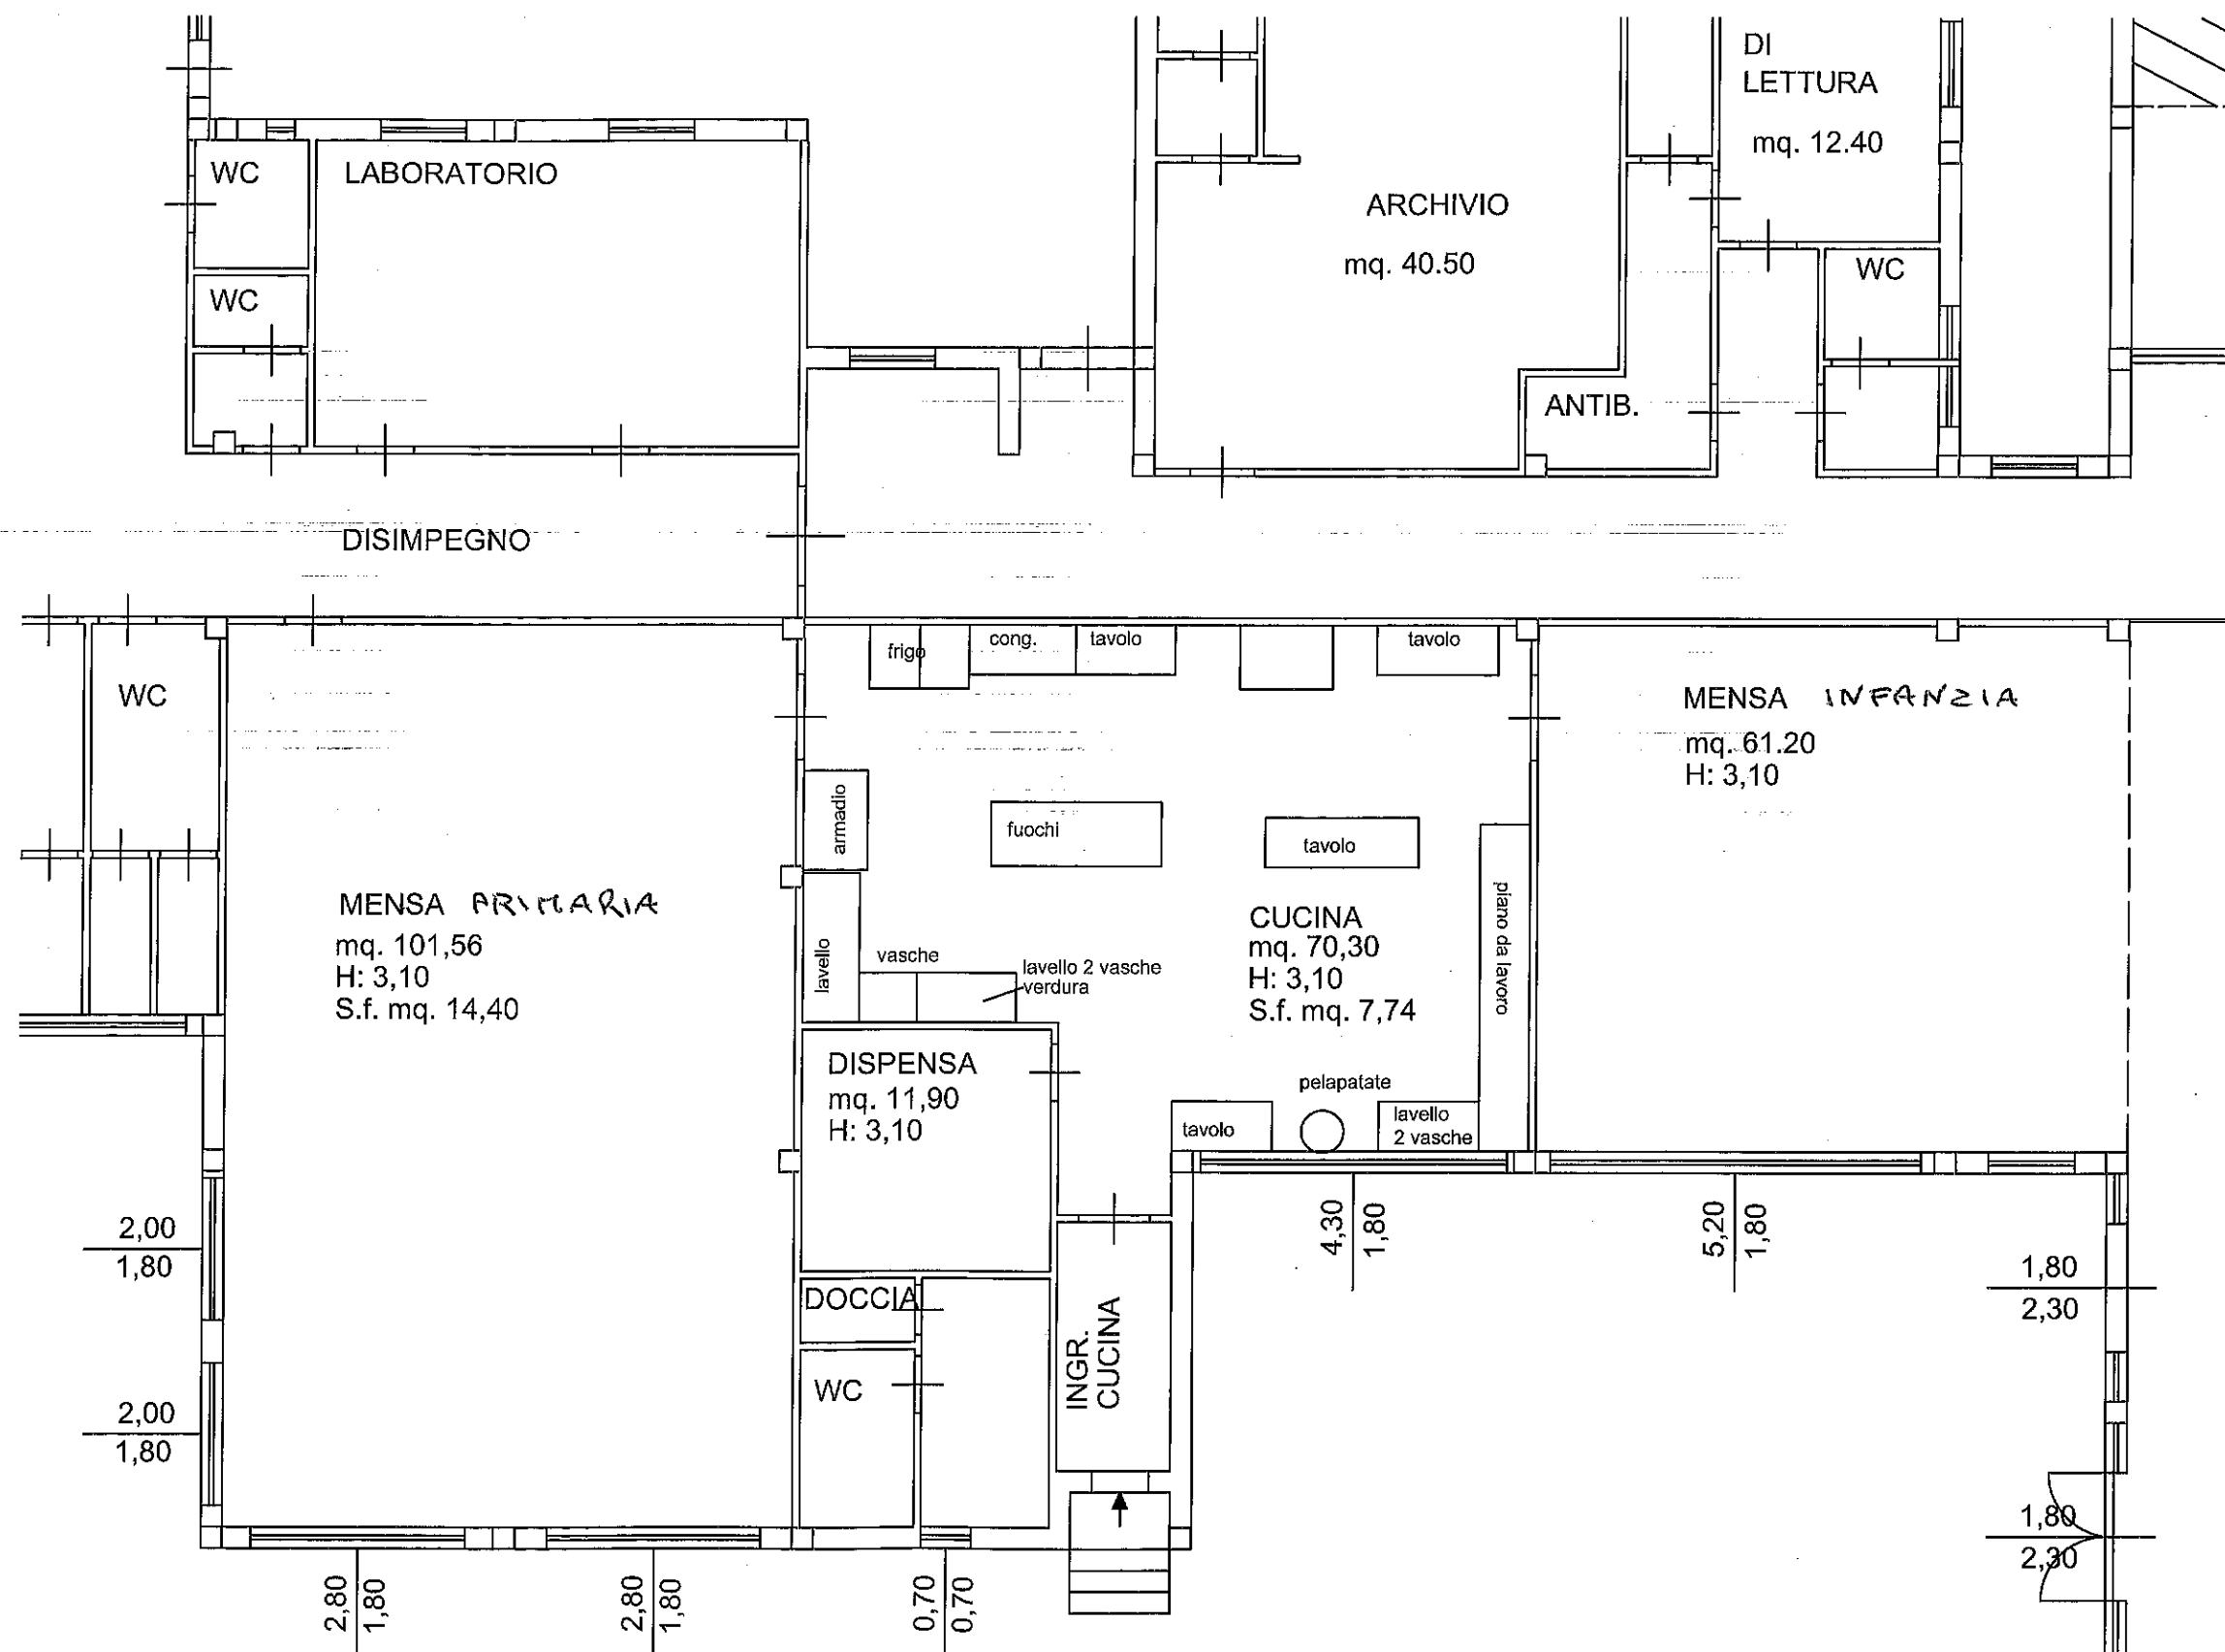 DI
LETTURA
mq. 12.40
WC
LABORATORIO
ARCHIVIO
mq. 40.50
WC
WC
ANTIB.
DISIMPEGNO
frigo
cong.
tavolo
tavolo
WC
MENSA INFANZIA
mq. 61.20
H: 3,10
armadio
fuochi
tavolo
piano da lavoro
MENSA PRIMARIA
mq. 101,56
H: 3,10
S.f. mq. 14,40
CUCINA
mq. 70,30
H: 3,10
S.f. mq. 7,74
lavello
vasche
lavello 2 vasche
verdura
DISPENSA
mq. 11,90
H: 3,10
pelapatate
tavolo
lavello
2 vasche
2,00
1,80
4,30
1,80
5,20
1,80
1,80
2,30
DOCCIA
INGR.
CUCINA
WC
2,00
1,80
1,80
2,30
2,80
1,80
2,80
1,80
0,70
0,70